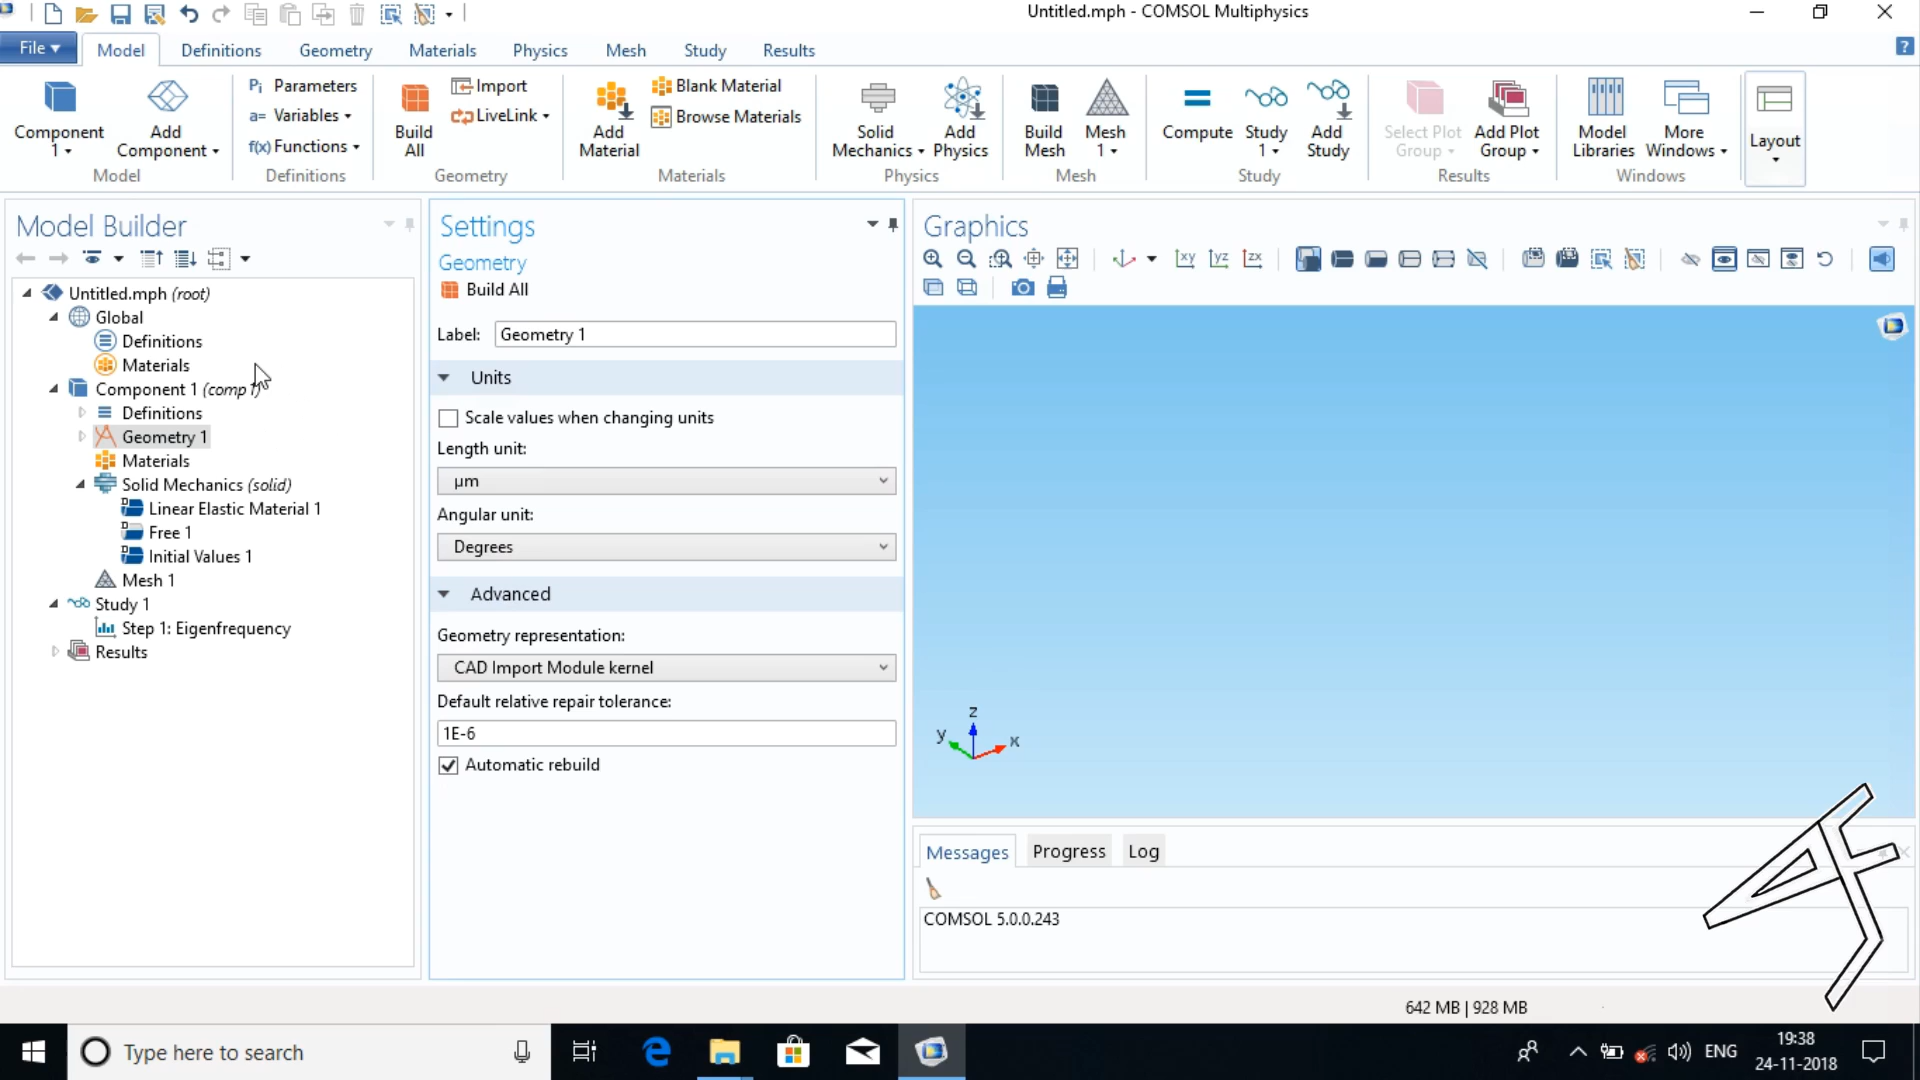 Untitled.mph - COMSOL Multiphysics
File
Model
Definitions
Geometry
Materials
Physics
Mesh
Study
Results
Component 1
Add Component
Model
Pi Parameters
a= Variables
f(x) Functions
Definitions
Build All
Import
LiveLink
Geometry
Add Material
Blank Material
Browse Materials
Materials
Solid Mechanics
Add Physics
Physics
Build Mesh
Mesh 1
Mesh
Compute
Study 1
Add Study
Study
Select Plot Group
Add Plot Group
Results
Model Libraries
More Windows
Windows
Layout
Model Builder
Untitled.mph (root)
Global
Definitions
Materials
Component 1 (comp1)
Definitions
Geometry 1
Materials
Solid Mechanics (solid)
Linear Elastic Material 1
Free 1
Initial Values 1
Mesh 1
Study 1
Step 1: Eigenfrequency
Results
Settings
Geometry
Build All
Label: Geometry 1
Units
Scale values when changing units
Length unit:
µm
Angular unit:
Degrees
Advanced
Geometry representation:
CAD Import Module kernel
Default relative repair tolerance:
1E-6
Automatic rebuild
Graphics
xy
yz
zx
z
y
x
Messages
Progress
Log
COMSOL 5.0.0.243
642 MB | 928 MB
Type here to search
ENG
19:38
24-11-2018